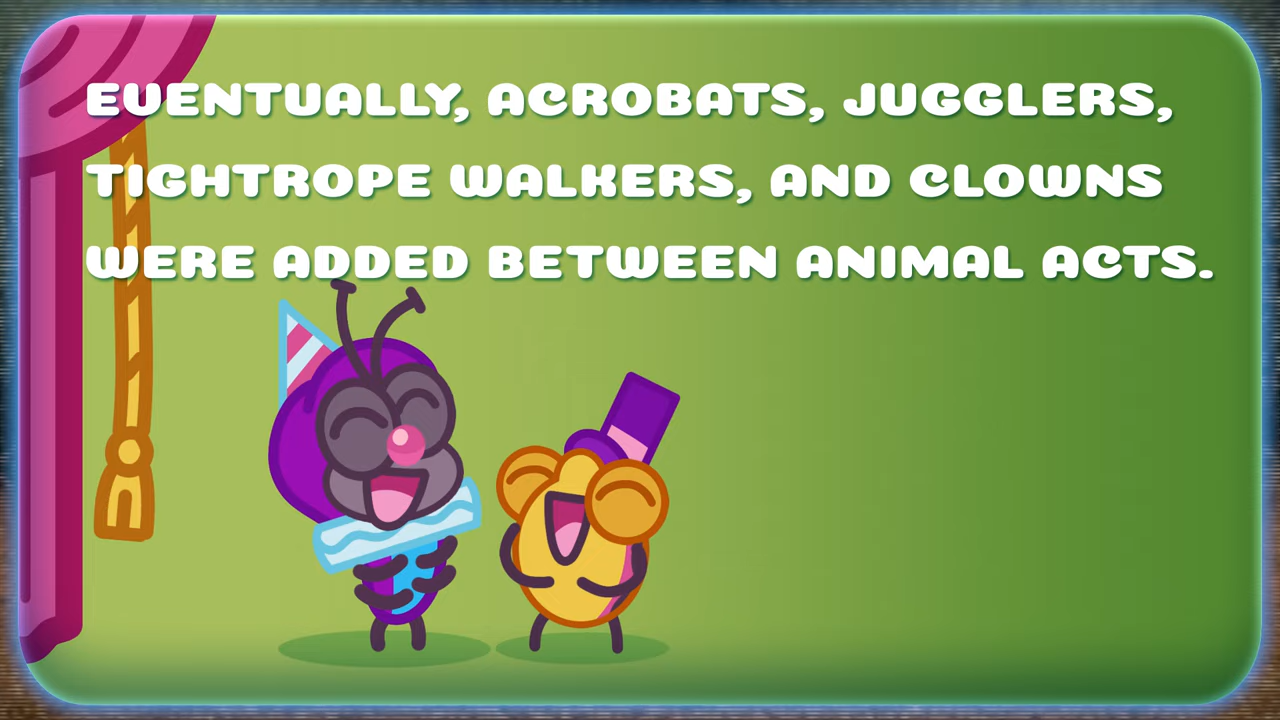 EVENTUALLY, ACROBATS, JUGGLERS,
TIGHTROPE WALKERS, AND CLOWNS
WERE ADDED BETWEEN ANIMAL ACTS.